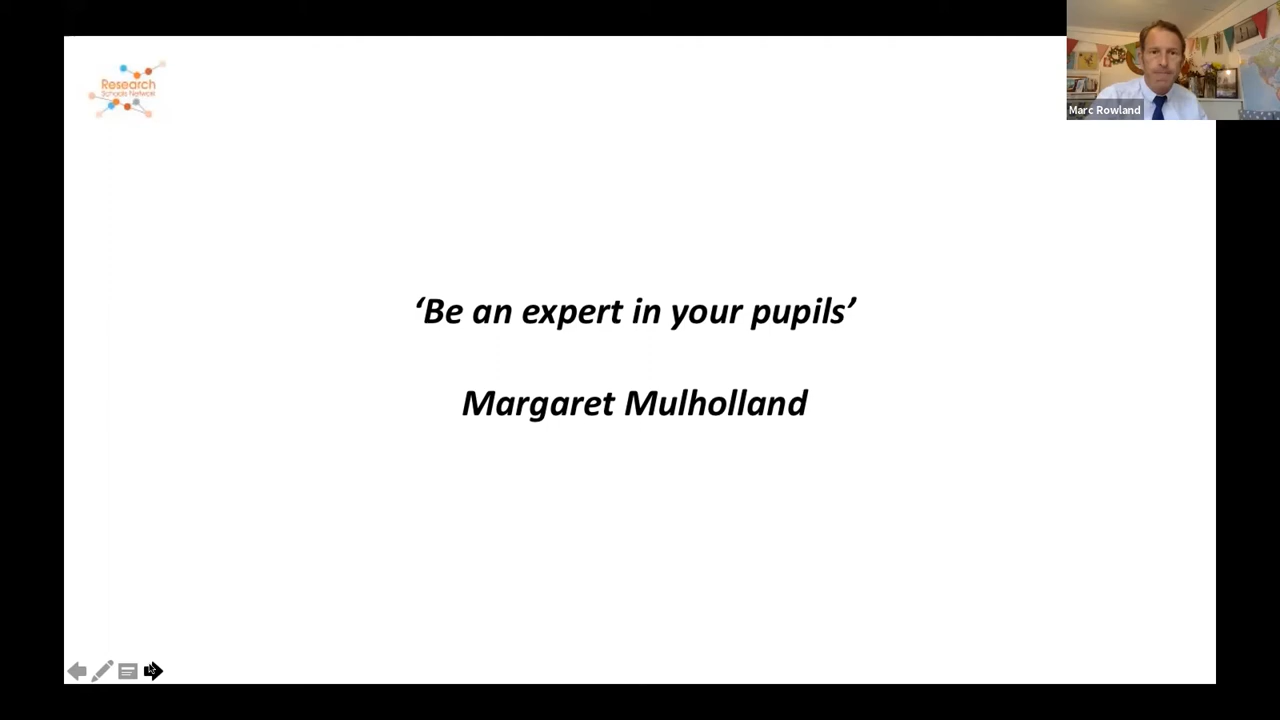 Research
Schools Network
Marc Rowland
‘Be an expert in your pupils’
Margaret Mulholland